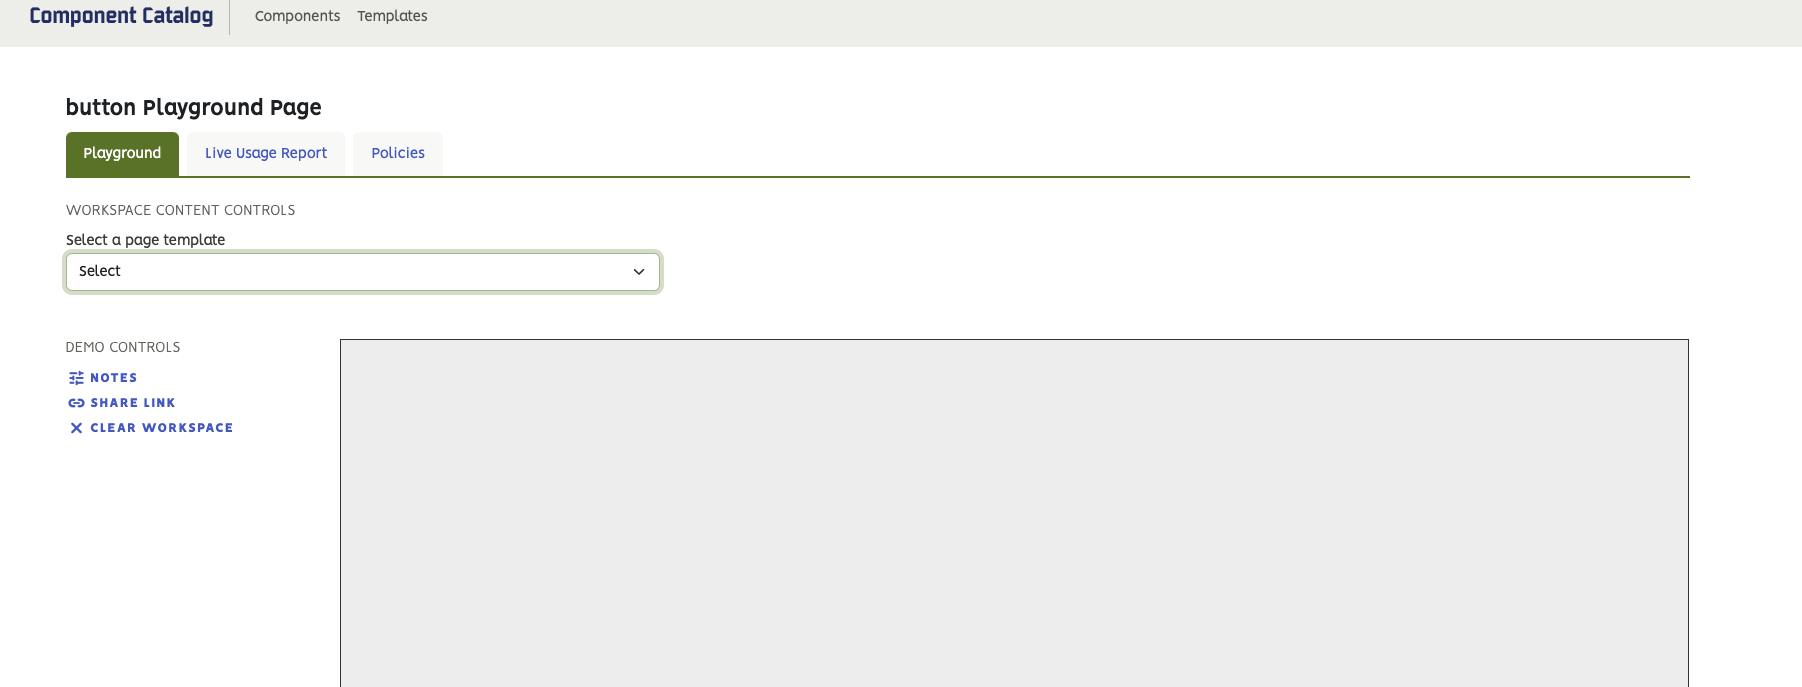 Component Catalog
Components Templates
button Playground Page
Playground Live Usage Report Policies
WORKSPACE CONTENT CONTROLS
Select a page template
Select
DEMO CONTROLS
NOTES
SHARE LINK
CLEAR WORKSPACE